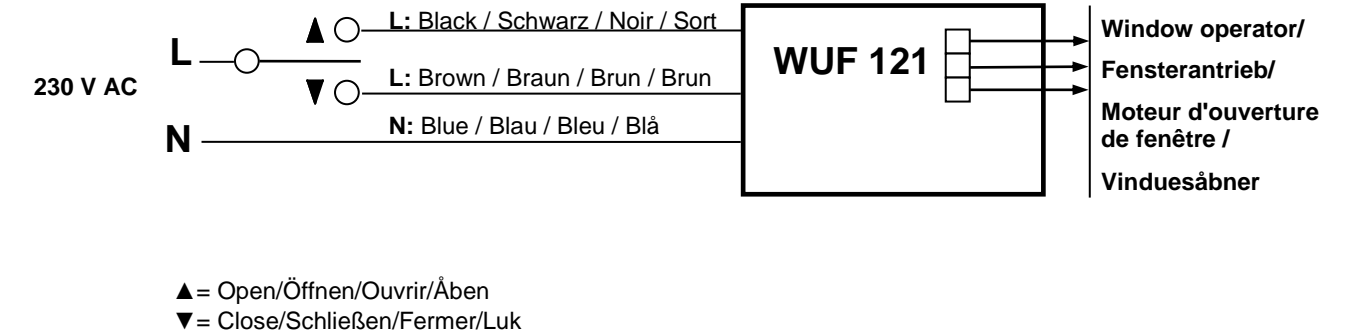 L: Black / Schwarz / Noir / Sort
L
230 V AC
L: Brown / Braun / Brun / Brun
N: Blue / Blau / Bleu / Blå
N
WUF 121
Window operator/
Fensterantrieb/
Moteur d'ouverture
de fenêtre /
Vinduesåbner
▲= Open/Öffnen/Ouvrir/Åben
▼= Close/Schließen/Fermer/Luk